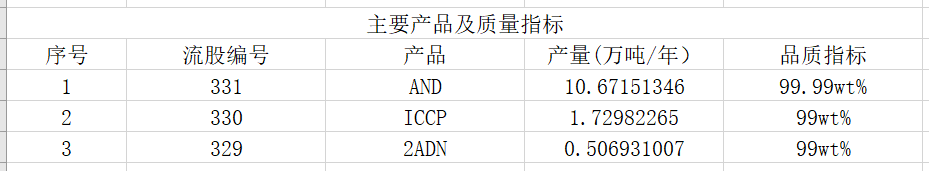 主要产品及质量指标
序号 流股编号 产品 产量(万吨/年) 品质指标
1 331 AND 10.67151346 99.99wt%
2 330 ICCP 1.72982265 99wt%
3 329 2ADN 0.506931007 99wt%